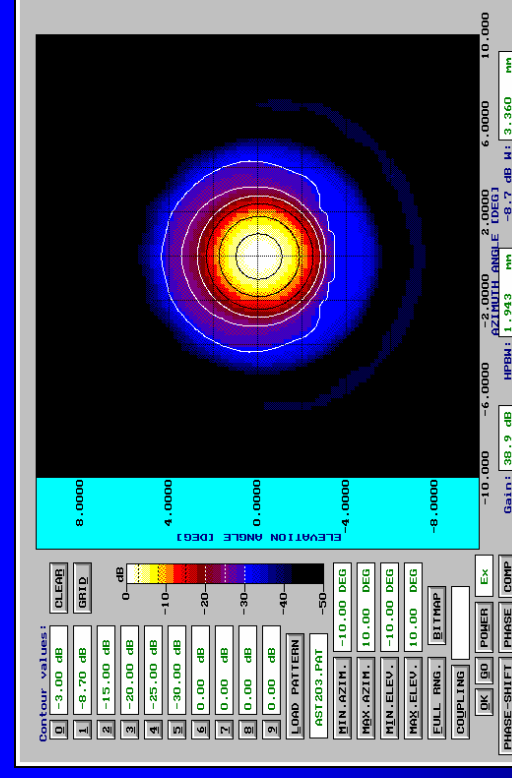 Contour values:
0 -3.00 dB CLEAR
1 -8.70 dB GRID
2 -15.00 dB
3 -20.00 dB
4 -25.00 dB
5 -30.00 dB
6 0.00 dB
7 0.00 dB
8 0.00 dB
9 0.00 dB
dB
0
-10
-20
-30
-40
-50
LOAD PATTERN
AST203.PAT
MIN.AZIM. -10.00 DEG
MAX.AZIM. 10.00 DEG
MIN.ELEV. -10.00 DEG
MAX.ELEV. 10.00 DEG
FULL RNG. BITMAP
COUPLING
OK GO POWER Ex
PHASE-SHIFT PHASE COMP
8.0000
4.0000
0.0000
-4.0000
-8.0000
ELEVATION ANGLE [DEG]
-10.000 -6.0000 -2.0000 2.0000 6.0000 10.000
AZIMUTH ANGLE [DEG]
Gain: 38.9 dB HPBW: 1.943 mm -8.7 dB W: 3.360 mm